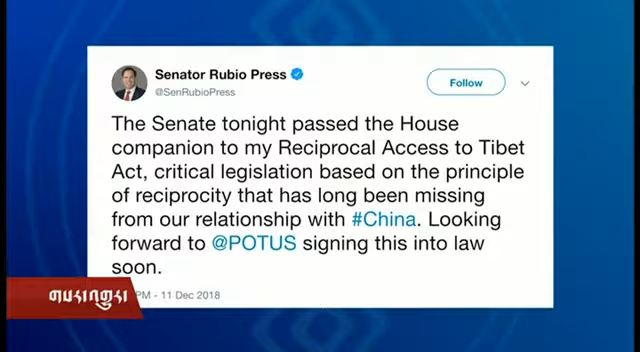 Senator Rubio Press
@SenRubioPress
Follow
The Senate tonight passed the House
companion to my Reciprocal Access to Tibet
Act, critical legislation based on the principle
of reciprocity that has long been missing
from our relationship with #China. Looking
forward to @POTUS signing this into law
soon.
PM - 11 Dec 2018
གསར་འགྱུར།